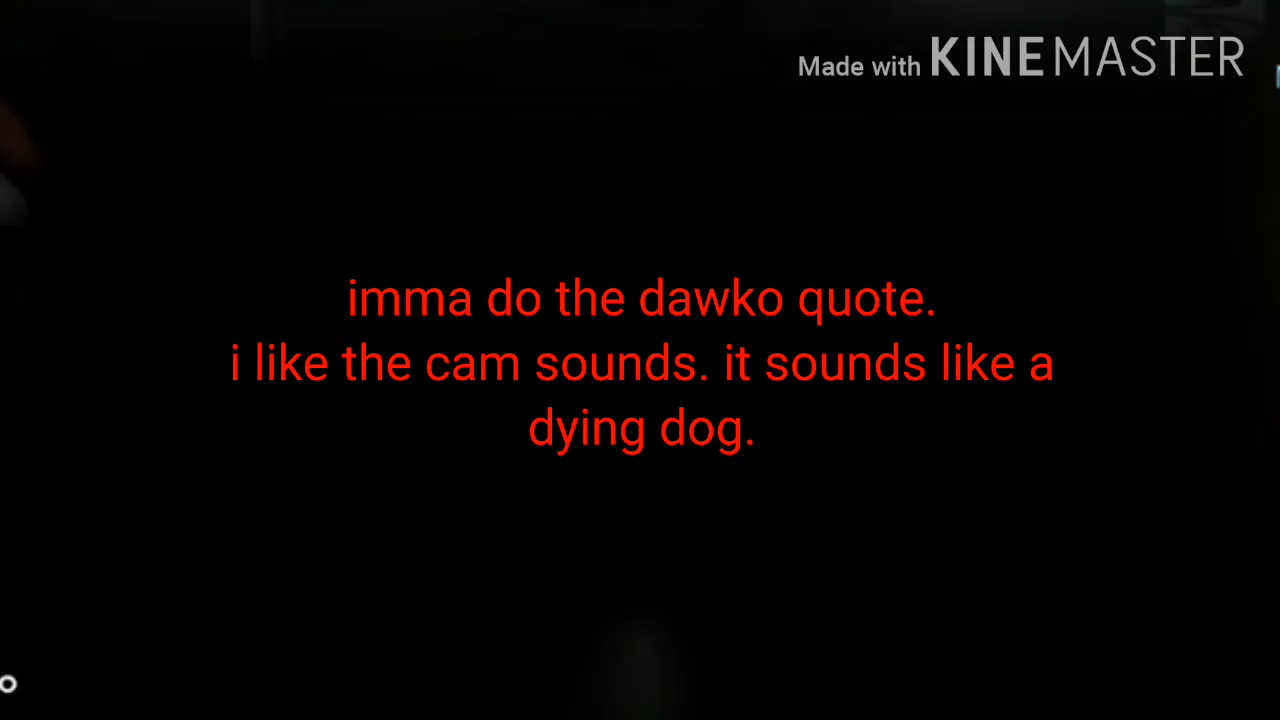 Made with KINEMASTER
imma do the dawko quote.
i like the cam sounds. it sounds like a
dying dog.